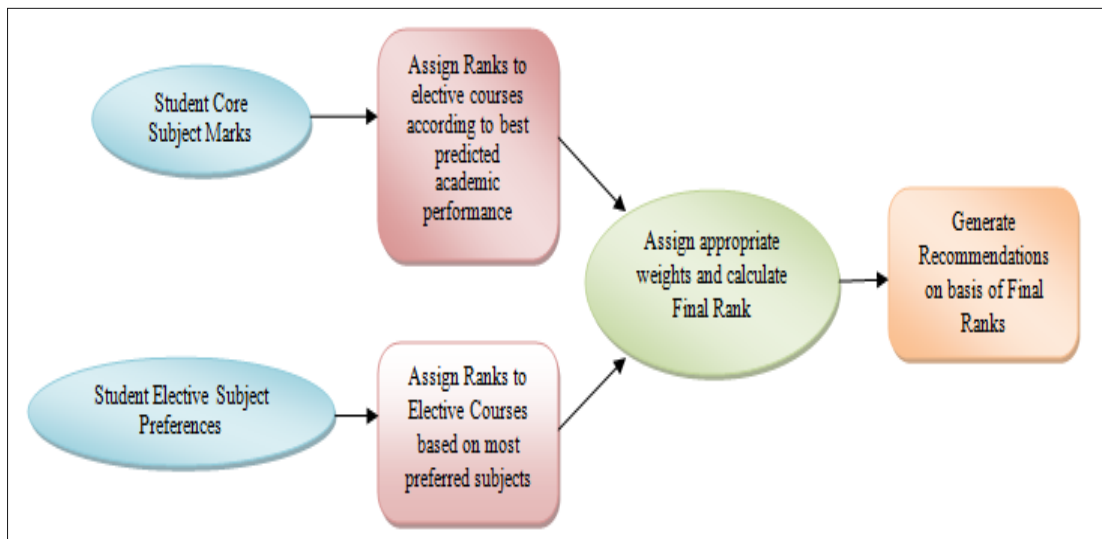 Student Core
Subject Marks
Assign Ranks to
elective courses
according to best
predicted
academic
performance
Assign appropriate
weights and calculate
Final Rank
Generate
Recommendations
on basis of Final
Ranks
Student Elective Subject
Preferences
Assign Ranks to
Elective Courses
based on most
preferred subjects